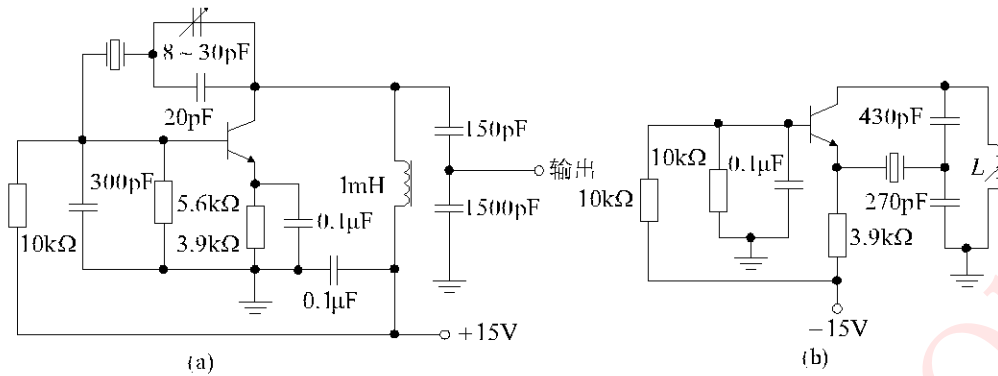 8~30pF
20pF
300pF
10kΩ
5.6kΩ
3.9kΩ
0.1μF
0.1μF
1mH
150pF
1500pF
输出
+15V
(a)
10kΩ
10kΩ
0.1μF
430pF
270pF
L
3.9kΩ
−15V
(b)